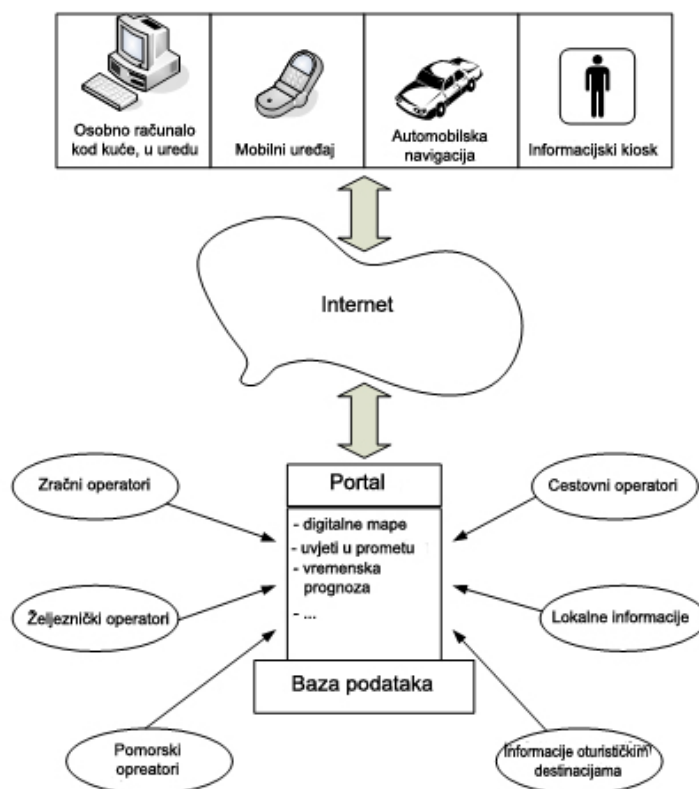 Osobno računalo
kod kuće, u uredu
Mobilni uređaj
Automobilska
navigacija
Informacijski kiosk
Internet
Zračni operatori
Portal
Cestovni operatori
- digitalne mape
- uvjeti u prometu
- vremenska
prognoza
- ...
Željeznički operatori
Lokalne informacije
Baza podataka
Pomorski
opreatori
Informacije oturističkim
destinacijama